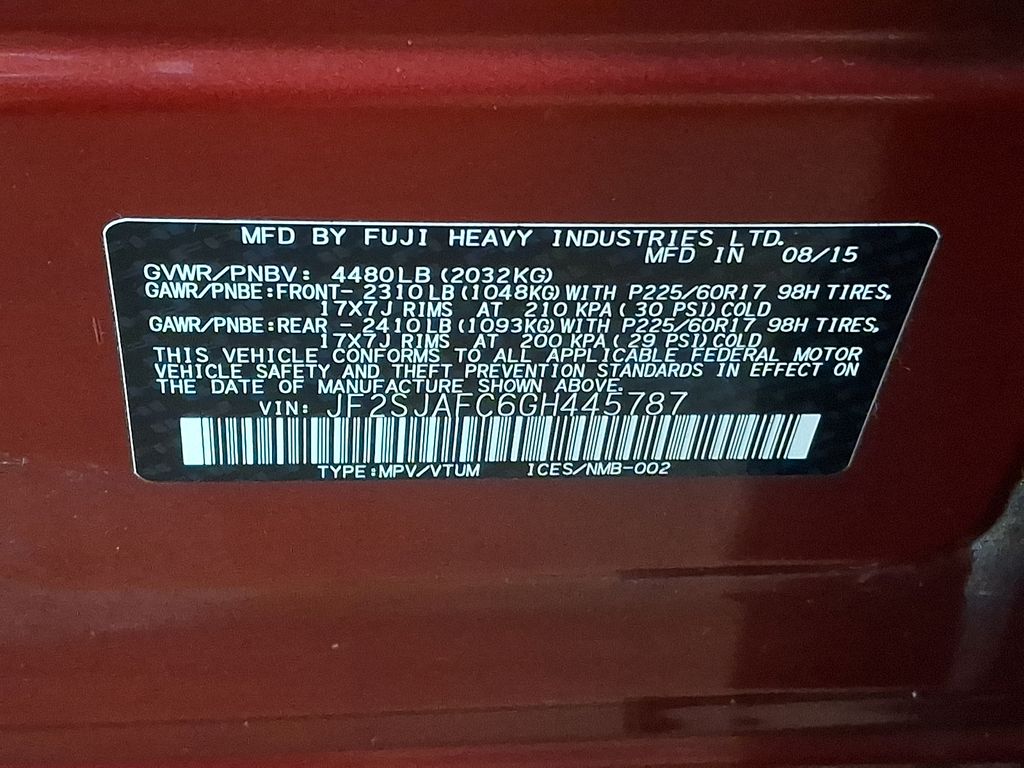 MFD BY FUJI HEAVY INDUSTRIES LTD.
MFD IN 08/15
GVWR/PNBV: 4480LB(2032KG)
GAWR/PNBE:FRONT- 2310LB(1048KG)WITH P225/60R17 98H TIRES,
17X7J RIMS AT 210 KPA(30 PSI)COLD
GAWR/PNBE:REAR - 2410LB(1093KG)WITH P225/60R17 98H TIRES,
17X7J RIMS AT 200 KPA(29 PSI)COLD
THIS VEHICLE CONFORMS TO ALL APPLICABLE FEDERAL MOTOR
VEHICLE SAFETY AND THEFT PREVENTION STANDARDS IN EFFECT ON
THE DATE OF MANUFACTURE SHOWN ABOVE.
VIN: JF2SJAFC6GH445787
TYPE:MPV/VTUM ICES/NMB-002